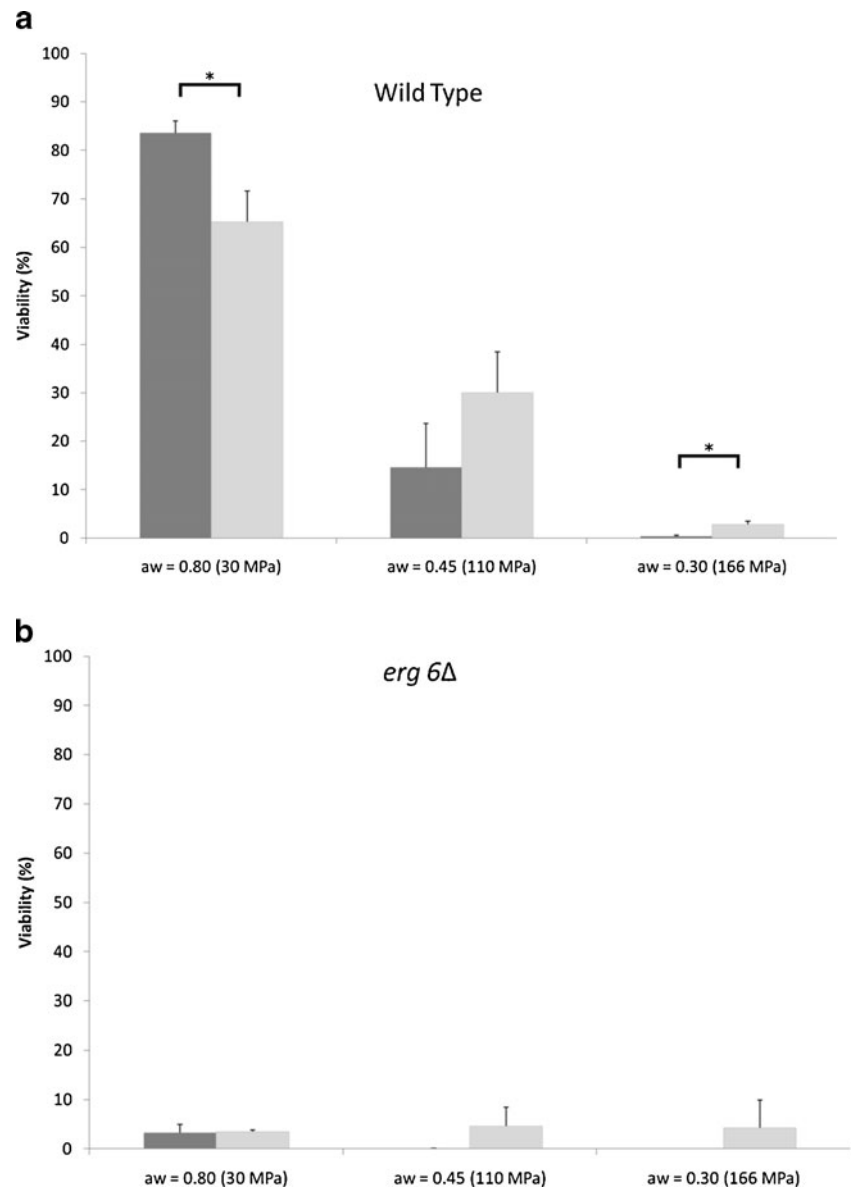 a
100
90
80
70
60
50
40
30
20
10
0
Viability (%)
*
Wild Type
*
aw = 0.80 (30 MPa)
aw = 0.45 (110 MPa)
aw = 0.30 (166 MPa)
b
100
90
80
70
60
50
40
30
20
10
0
Viability (%)
erg 6Δ
aw = 0.80 (30 MPa)
aw = 0.45 (110 MPa)
aw = 0.30 (166 MPa)